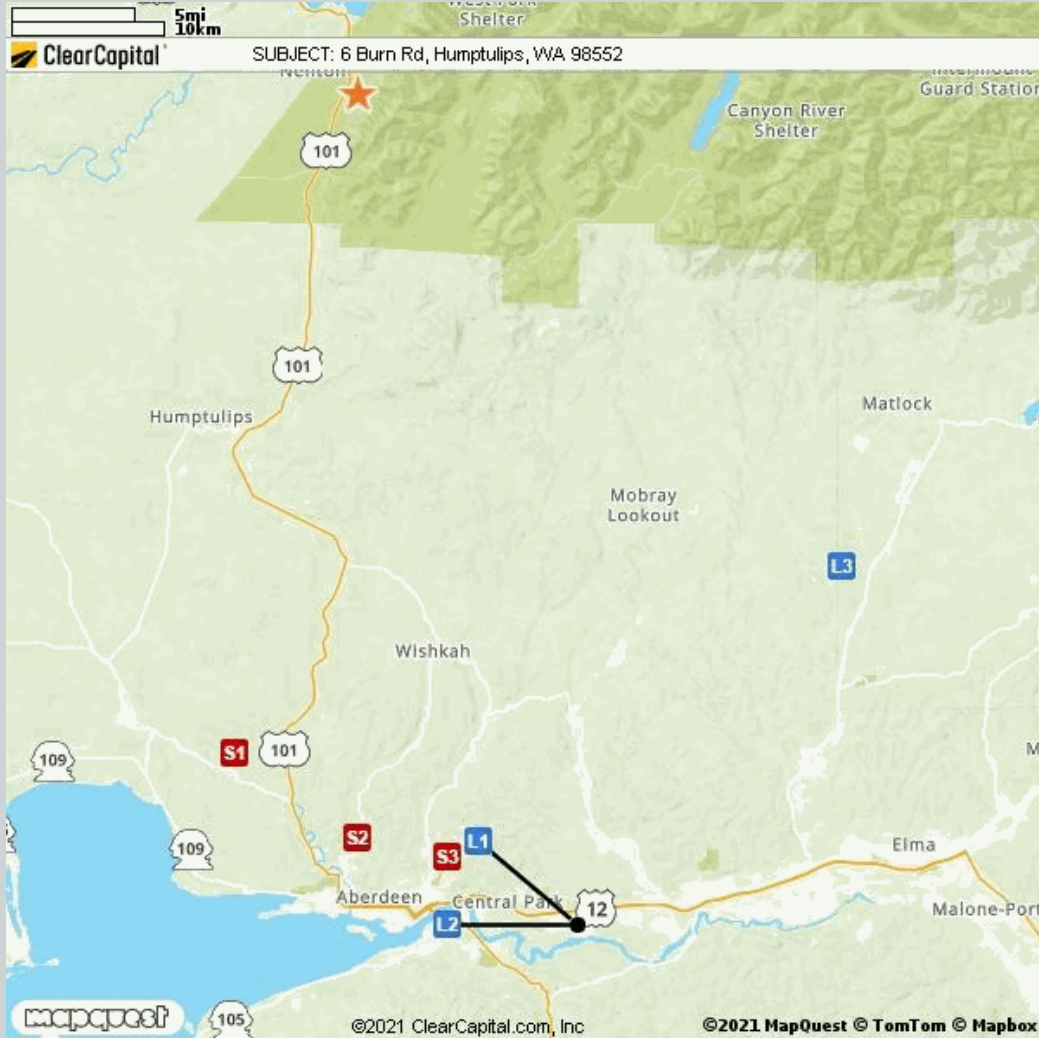 5mi
10km
Shelter
ClearCapital
SUBJECT: 6 Burn Rd, Humptulips, WA 98552
Guard Station
Canyon River
Shelter
101
101
Humptulips
Matlock
Mobray
Lookout
L3
Wishkah
S1
101
109
M
S2
L1
109
S3
Elma
Aberdeen
Central Park
12
L2
Malone-Port
mapquest
105
©2021 ClearCapital.com, Inc
©2021 MapQuest © TomTom © Mapbox